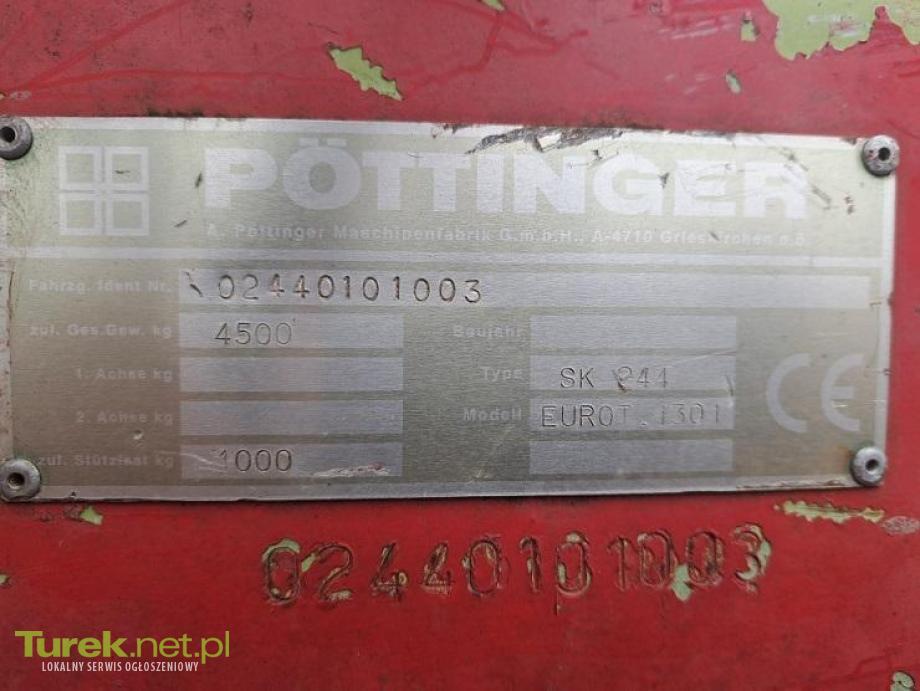 PÖTTINGER
A. Pöttinger Maschinenfabrik G.m.b.H., A-4710 Grieskirchen o.ö.
Fahrzg. Ident Nr. 02440101003
zul. Ges.Gew. kg 4500 Baujahr
1. Achse kg Type SK 244
2. Achse kg Modell EUROT. 1301
zul. Stützlast kg 1000
CE
02440101003
Turek.net.pl
LOKALNY SERWIS OGŁOSZENIOWY